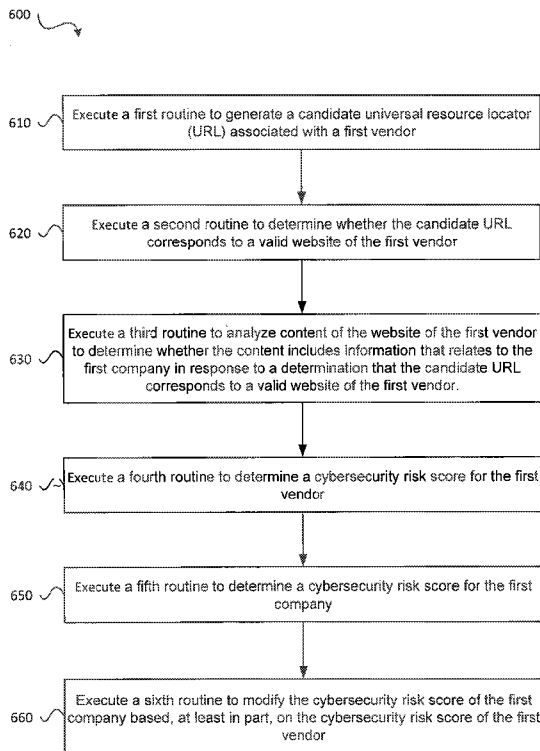 600
610
Execute a first routine to generate a candidate universal resource locator
(URL) associated with a first vendor
620
Execute a second routine to determine whether the candidate URL
corresponds to a valid website of the first vendor
630
Execute a third routine to analyze content of the website of the first vendor
to determine whether the content includes information that relates to the
first company in response to a determination that the candidate URL
corresponds to a valid website of the first vendor.
640
Execute a fourth routine to determine a cybersecurity risk score for the first
vendor
650
Execute a fifth routine to determine a cybersecurity risk score for the first
company
660
Execute a sixth routine to modify the cybersecurity risk score of the first
company based, at least in part, on the cybersecurity risk score of the first
vendor